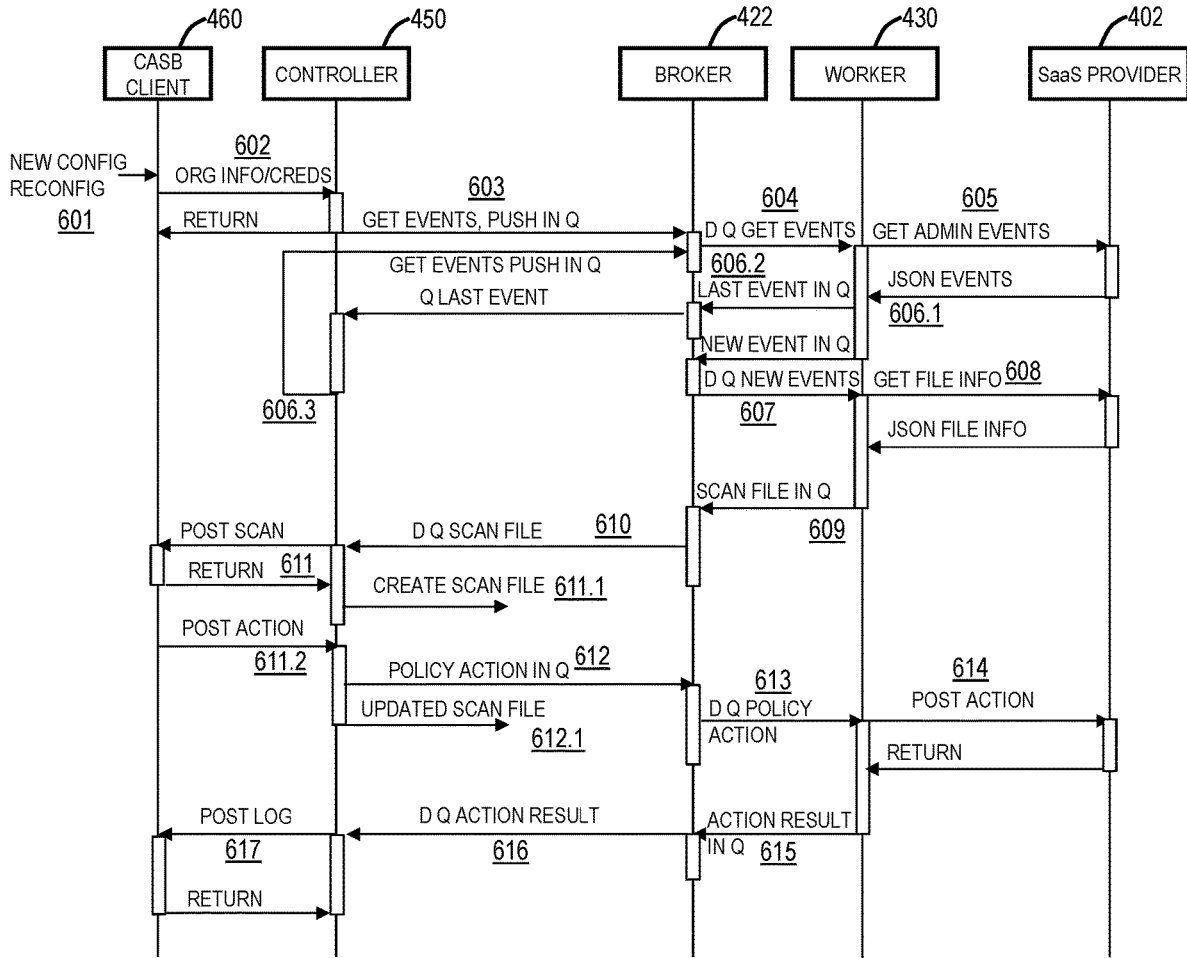 460
450
422
430
402
CASB
CLIENT
CONTROLLER
BROKER
WORKER
SaaS PROVIDER
NEW CONFIG
RECONFIG
601
602
ORG INFO/CREDS
RETURN
603
GET EVENTS, PUSH IN Q
604
D Q GET EVENTS
605
GET ADMIN EVENTS
GET EVENTS PUSH IN Q
606.2
JSON EVENTS
LAST EVENT IN Q
Q LAST EVENT
606.1
NEW EVENT IN Q
D Q NEW EVENTS
GET FILE INFO
608
606.3
607
JSON FILE INFO
SCAN FILE IN Q
609
POST SCAN
D Q SCAN FILE
610
RETURN
611
CREATE SCAN FILE
611.1
POST ACTION
611.2
POLICY ACTION IN Q
612
613
614
D Q POLICY
ACTION
POST ACTION
UPDATED SCAN FILE
612.1
RETURN
POST LOG
617
D Q ACTION RESULT
616
ACTION RESULT
IN Q
615
RETURN